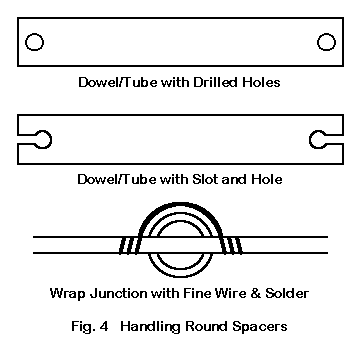 Dowel/Tube with Drilled Holes
Dowel/Tube with Slot and Hole
Wrap Junction with Fine Wire & Solder
Fig. 4 Handling Round Spacers